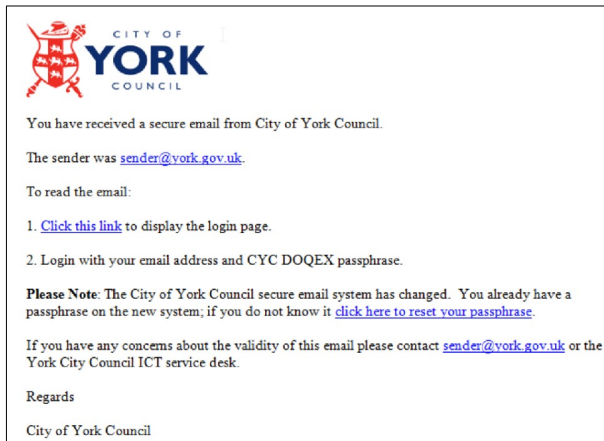 CITY OF
YORK
COUNCIL
You have received a secure email from City of York Council.
The sender was sender@york.gov.uk.
To read the email:
1. Click this link to display the login page.
2. Login with your email address and CYC DOQEX passphrase.
Please Note: The City of York Council secure email system has changed.  You already have a
passphrase on the new system; if you do not know it click here to reset your passphrase.
If you have any concerns about the validity of this email please contact sender@york.gov.uk or the
York City Council ICT service desk.
Regards
City of York Council